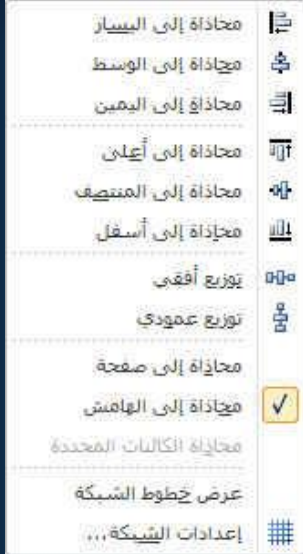 محاذاة إلى اليسار
محاذاة إلى الوسط
محاذاة إلى اليمين
محاذاة إلى أعلى
محاذاة إلى المنتصف
محاذاة إلى أسفل
توزيع أفقي
توزيع عمودي
محاذاة إلى صفحة
محاذاة إلى الهامش
محاذاة الكائنات المحددة
عرض خطوط الشبكة
إعدادات الشبكة...